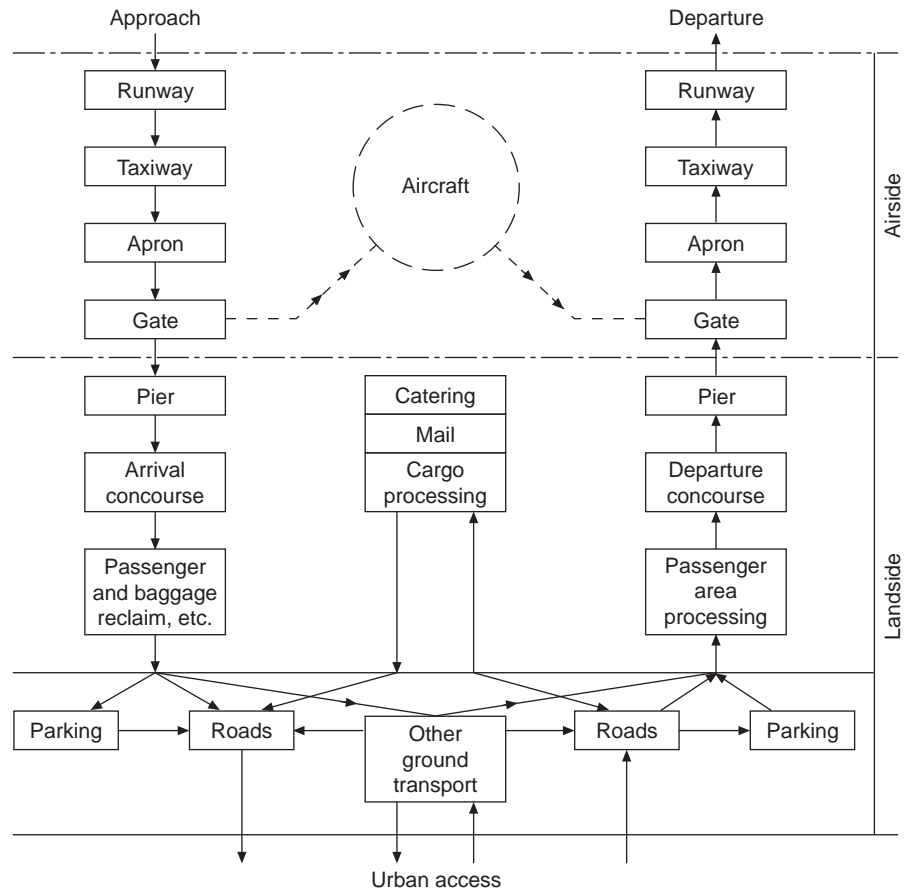 Approach
Departure
Runway
Runway
Taxiway
Aircraft
Taxiway
Airside
Apron
Apron
Gate
Gate
Pier
Catering
Pier
Mail
Arrival
concourse
Cargo
processing
Departure
concourse
Passenger
and baggage
reclaim, etc.
Passenger
area
processing
Landside
Parking
Roads
Other
ground
transport
Roads
Parking
Urban access